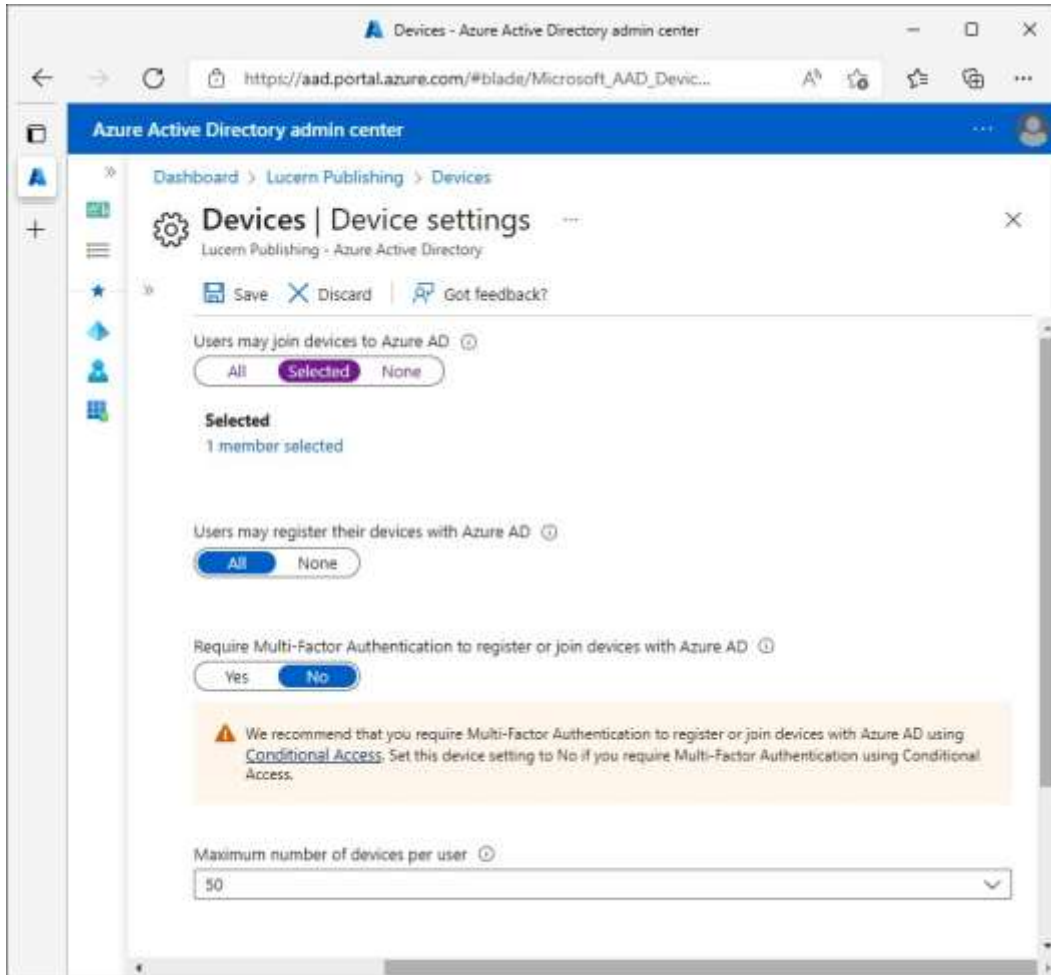 Devices - Azure Active Directory admin center
https://aad.portal.azure.com/#blade/Microsoft_AAD_Devic...
Azure Active Directory admin center
Dashboard > Lucern Publishing > Devices
Devices | Device settings ...
Lucern Publishing - Azure Active Directory
Save Discard Got feedback?
Users may join devices to Azure AD
All Selected None
Selected
1 member selected
Users may register their devices with Azure AD
All None
Require Multi-Factor Authentication to register or join devices with Azure AD
Yes No
We recommend that you require Multi-Factor Authentication to register or join devices with Azure AD using
Conditional Access. Set this device setting to No if you require Multi-Factor Authentication using Conditional
Access.
Maximum number of devices per user
50